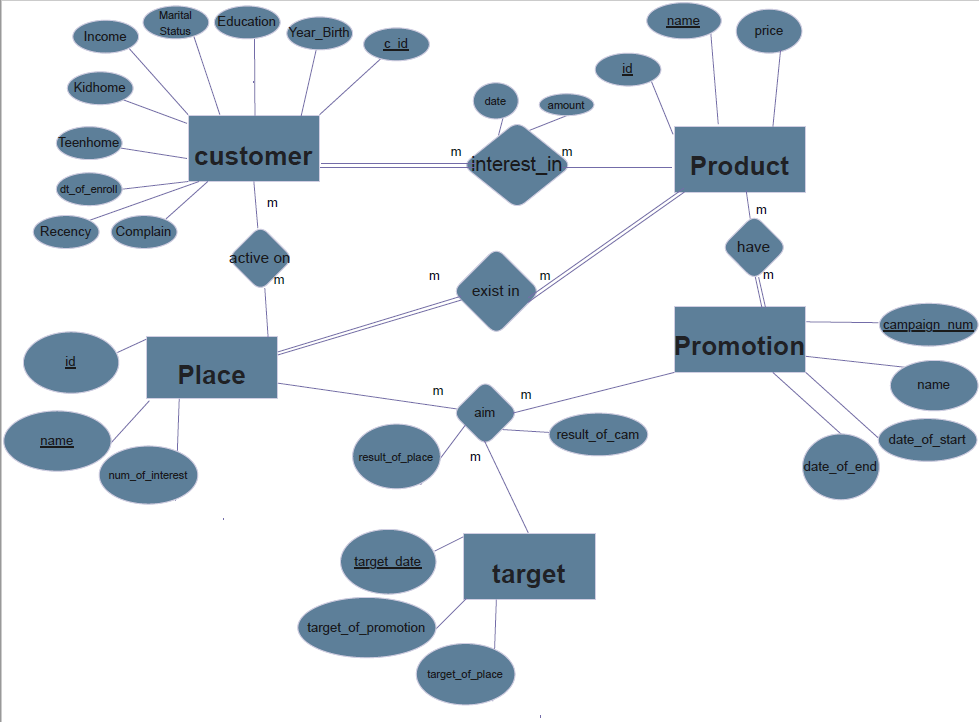 Marital
Status
Education
name
Income
Year_Birth
c_id
price
id
Kidhome
date
amount
Teenhome
customer
m
interest_in
m
Product
dt_of_enroll
m
m
Recency
Complain
have
active on
m
m
m
m
exist in
Place
Promotion
campaign_num
id
name
m
m
aim
name
result_of_place
result_of_cam
date_of_start
num_of_interest
m
date_of_end
target_date
target
target_of_promotion
target_of_place